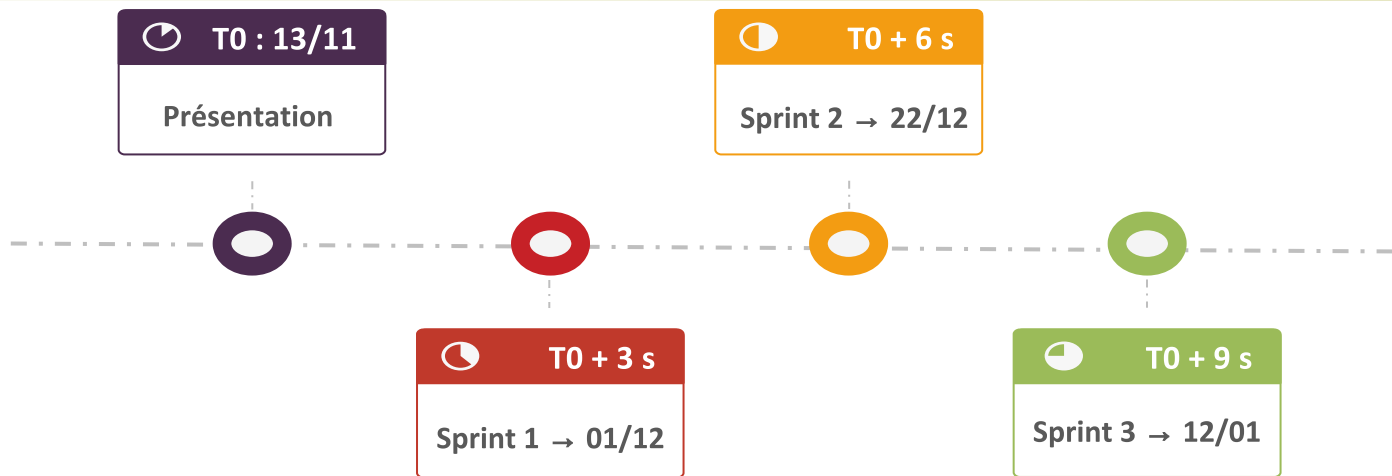 T0 : 13/11
Présentation
T0 + 3 s
Sprint 1 → 01/12
T0 + 6 s
Sprint 2 → 22/12
T0 + 9 s
Sprint 3 → 12/01